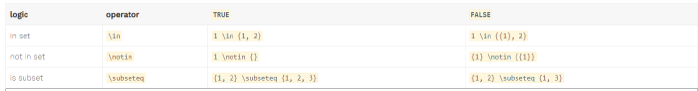 logic operator TRUE FALSE
in set \in 1 \in {1, 2} 1 \in {{1}, 2}
not in set \notin 1 \notin {} {1} \notin {{1}}
is subset \subseteq {1, 2} \subseteq {1, 2, 3} {1, 2} \subseteq {1, 3}